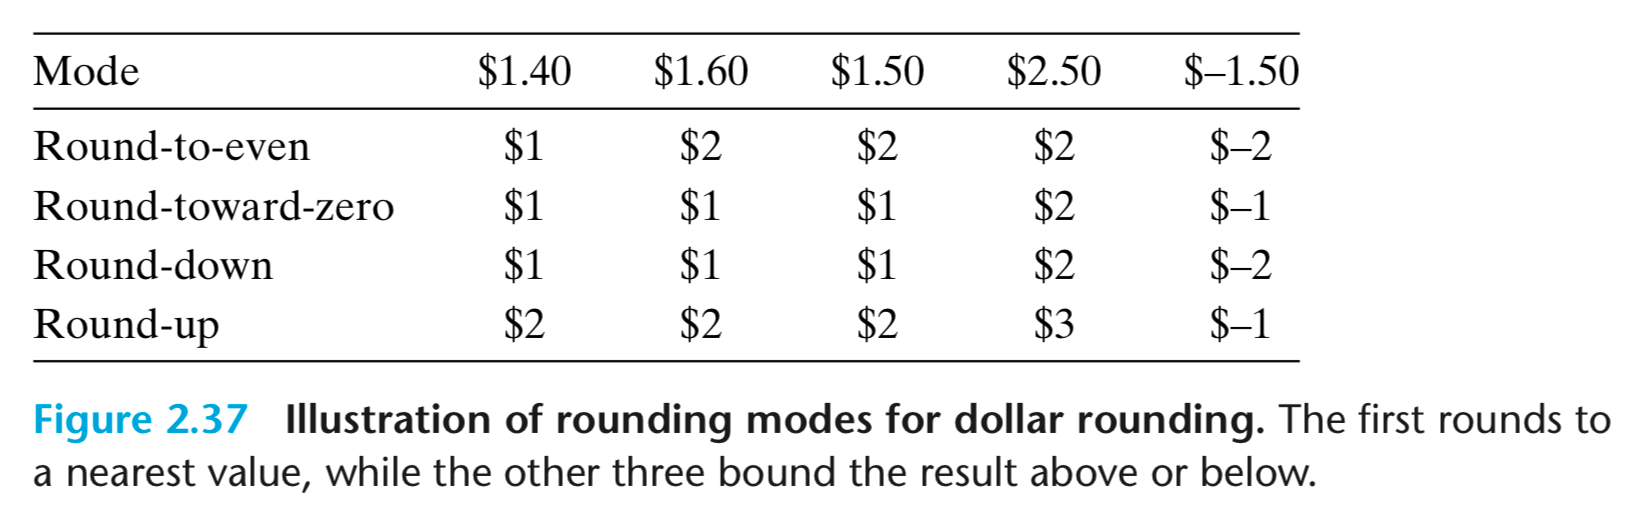 Mode $1.40 $1.60 $1.50 $2.50 $–1.50
Round-to-even $1 $2 $2 $2 $–2
Round-toward-zero $1 $1 $1 $2 $–1
Round-down $1 $1 $1 $2 $–2
Round-up $2 $2 $2 $3 $–1
Figure 2.37 Illustration of rounding modes for dollar rounding. The first rounds to
a nearest value, while the other three bound the result above or below.